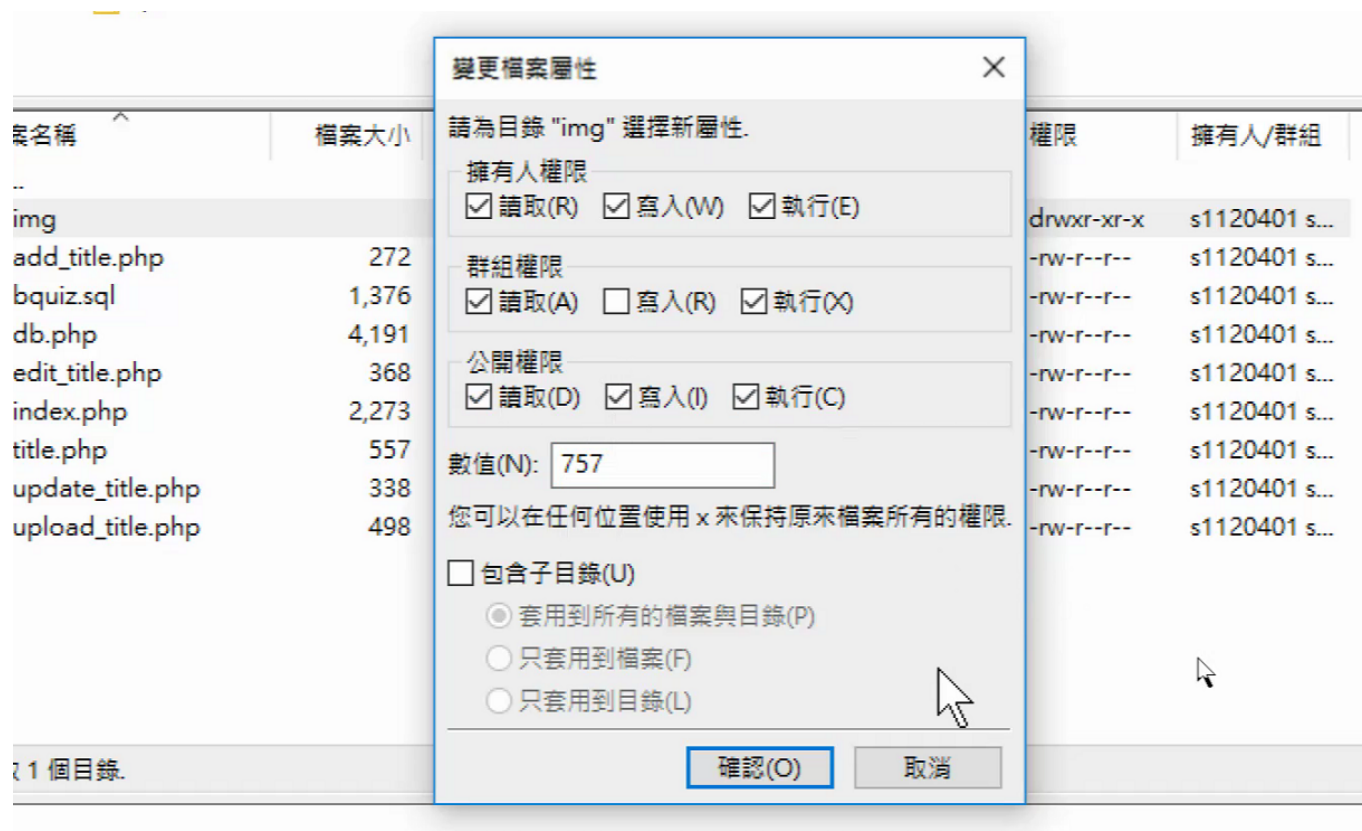 變更檔案屬性
請為目錄 "img" 選擇新屬性.
擁有人權限
讀取(R) 寫入(W) 執行(E)
群組權限
讀取(A) 寫入(R) 執行(X)
公開權限
讀取(D) 寫入(I) 執行(C)
數值(N): 757
您可以在任何位置使用 x 來保持原來檔案所有的權限.
包含子目錄(U)
套用到所有的檔案與目錄(P)
只套用到檔案(F)
只套用到目錄(L)
確認(O) 取消
案名稱 檔案大小 權限 擁有人/群組
..
img drwxr-xr-x s1120401 s...
add_title.php 272 -rw-r--r-- s1120401 s...
bquiz.sql 1,376 -rw-r--r-- s1120401 s...
db.php 4,191 -rw-r--r-- s1120401 s...
edit_title.php 368 -rw-r--r-- s1120401 s...
index.php 2,273 -rw-r--r-- s1120401 s...
title.php 557 -rw-r--r-- s1120401 s...
update_title.php 338 -rw-r--r-- s1120401 s...
upload_title.php 498 -rw-r--r-- s1120401 s...
1 個目錄.